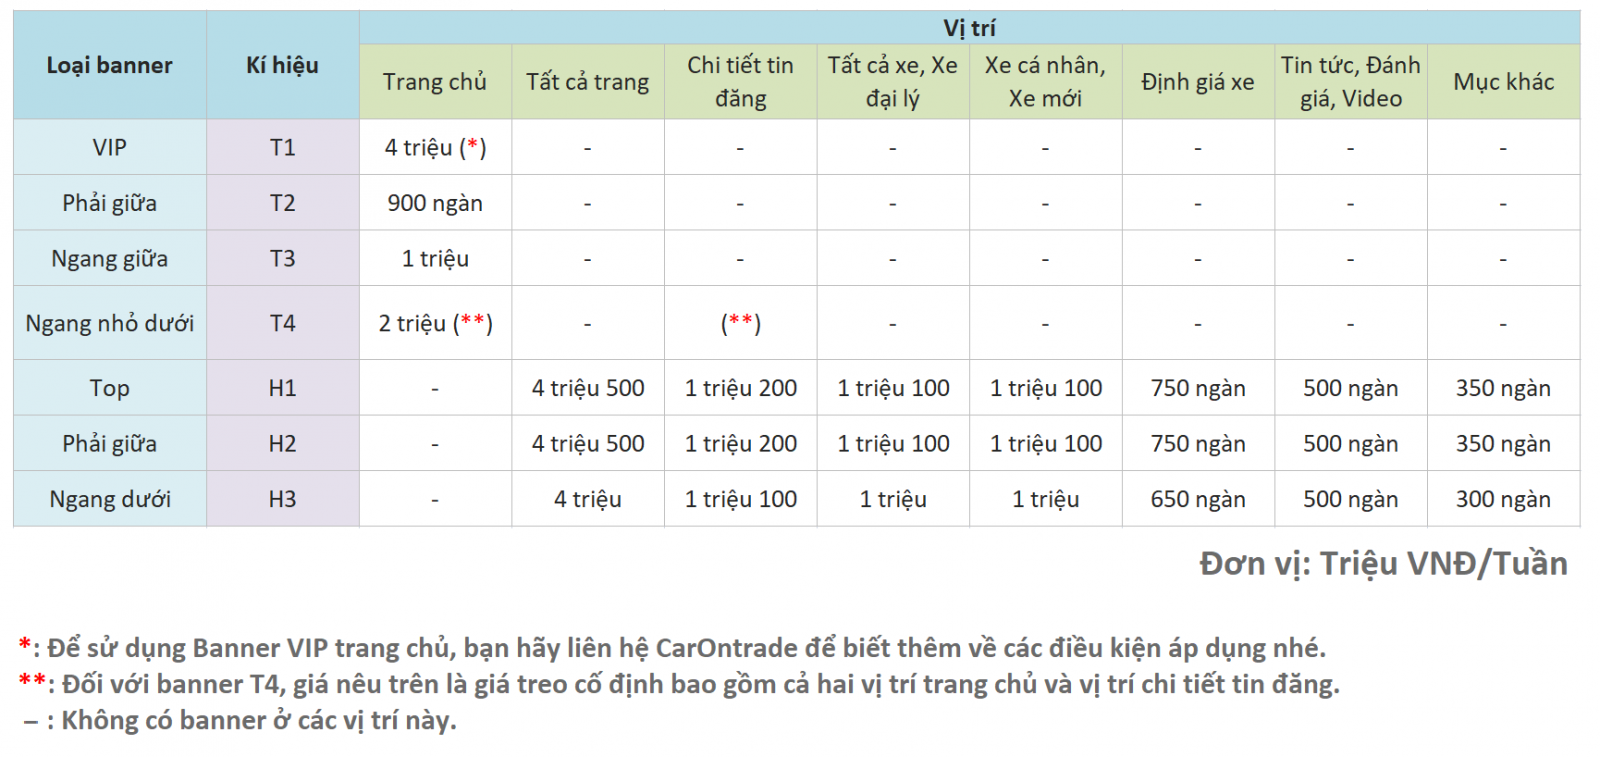 Loại banner Kí hiệu Vị trí
Trang chủ Tất cả trang Chi tiết tin đăng Tất cả xe, Xe đại lý Xe cá nhân, Xe mới Định giá xe Tin tức, Đánh giá, Video Mục khác
VIP T1 4 triệu (*) - - - - - - -
Phải giữa T2 900 ngàn - - - - - - -
Ngang giữa T3 1 triệu - - - - - - -
Ngang nhỏ dưới T4 2 triệu (**) - (**) - - - - -
Top H1 - 4 triệu 500 1 triệu 200 1 triệu 100 1 triệu 100 750 ngàn 500 ngàn 350 ngàn
Phải giữa H2 - 4 triệu 500 1 triệu 200 1 triệu 100 1 triệu 100 750 ngàn 500 ngàn 350 ngàn
Ngang dưới H3 - 4 triệu 1 triệu 100 1 triệu 1 triệu 650 ngàn 500 ngàn 300 ngàn
Đơn vị: Triệu VNĐ/Tuần
*: Để sử dụng Banner VIP trang chủ, bạn hãy liên hệ CarOntrade để biết thêm về các điều kiện áp dụng nhé.
**: Đối với banner T4, giá nêu trên là giá treo cố định bao gồm cả hai vị trí trang chủ và vị trí chi tiết tin đăng.
– : Không có banner ở các vị trí này.